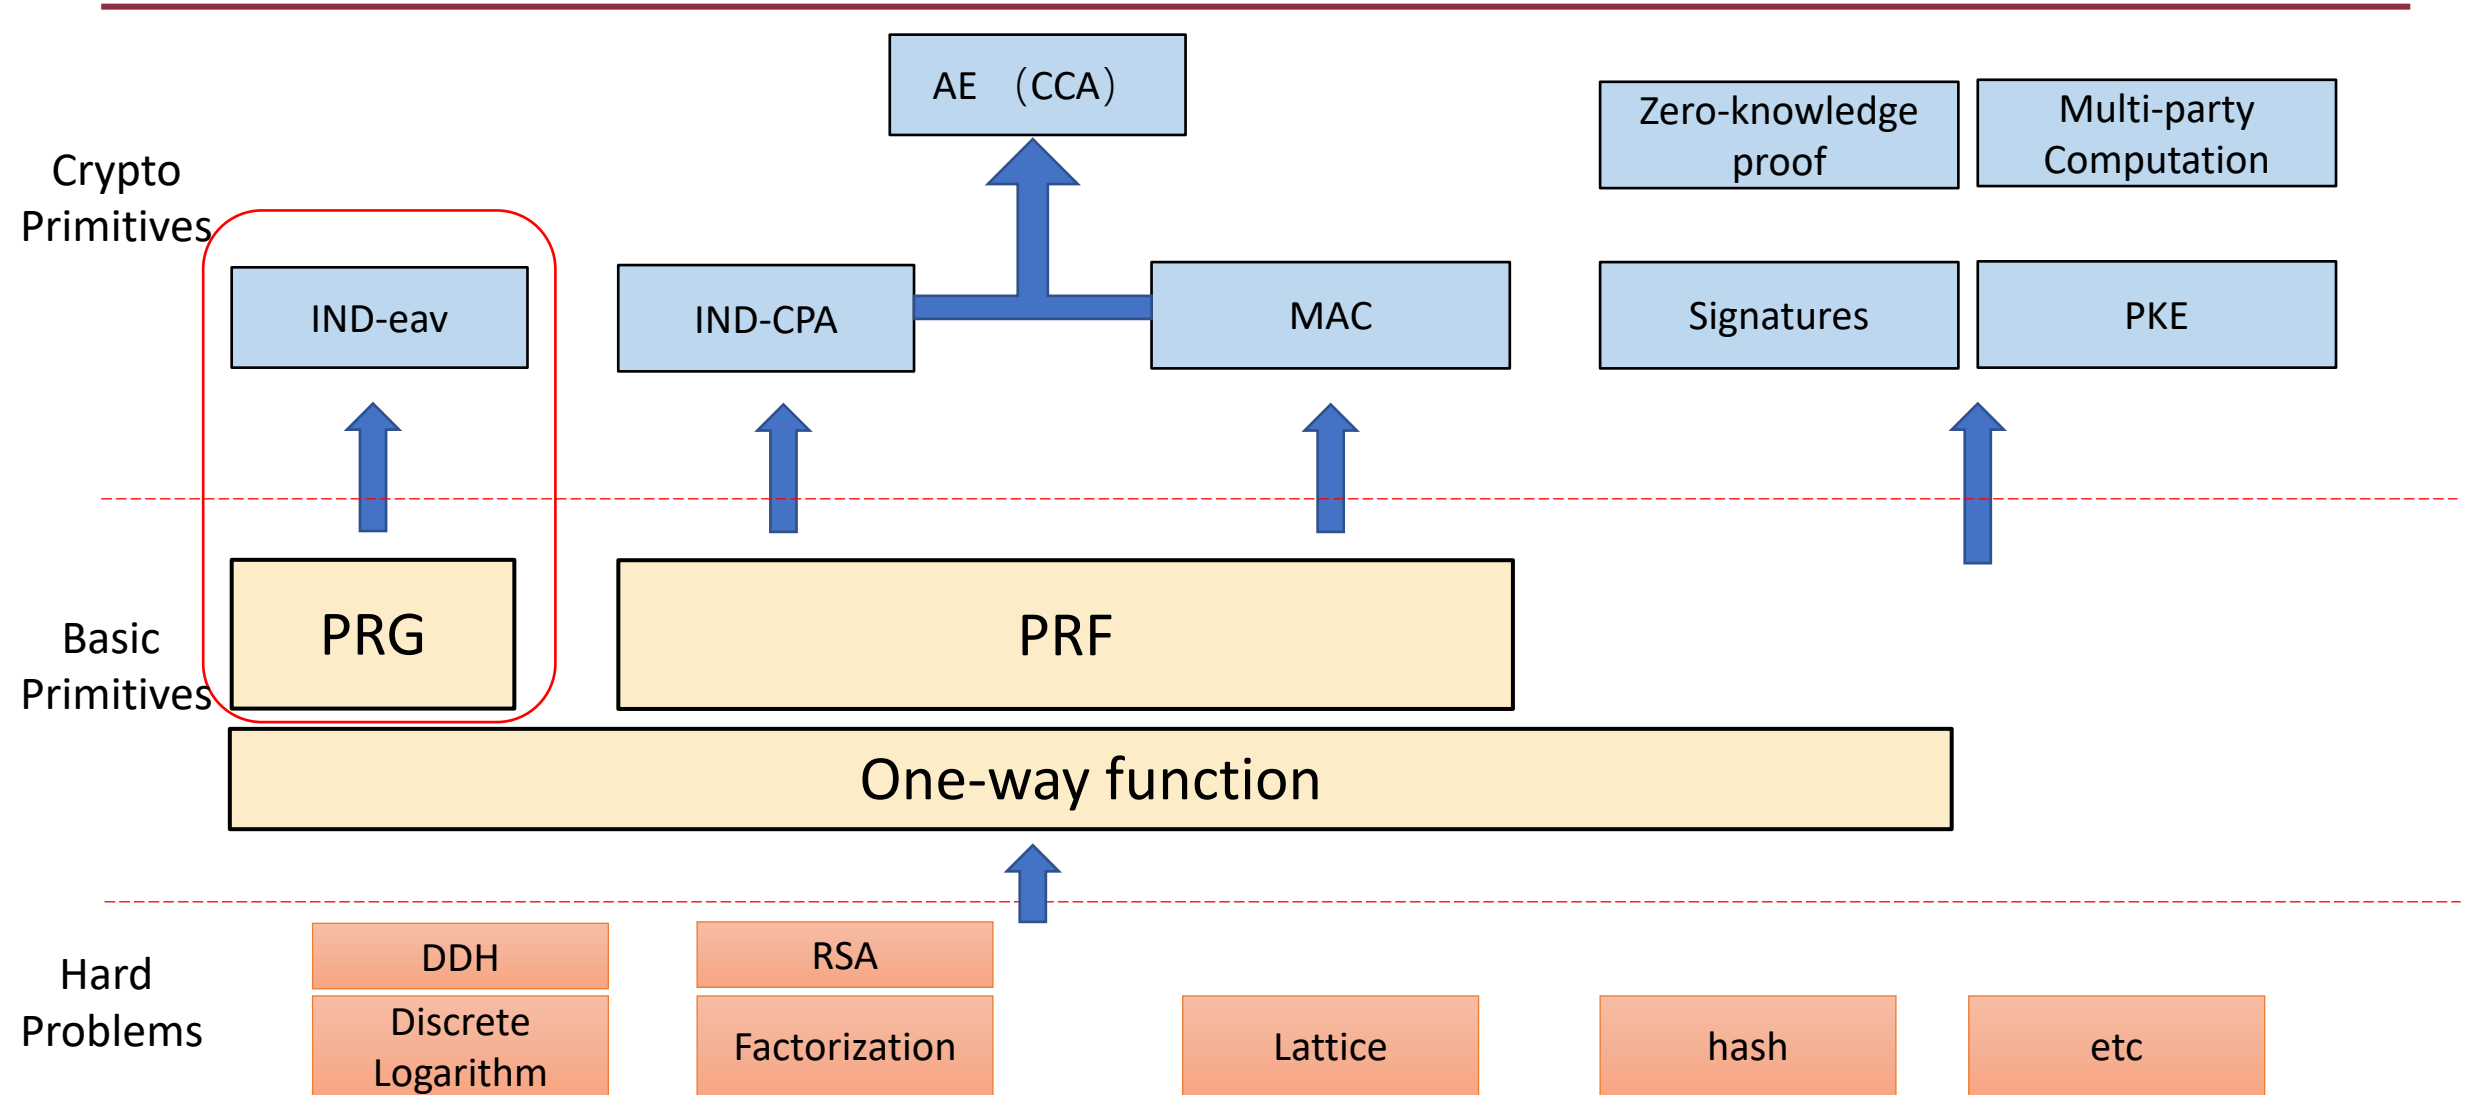 AE （CCA）
Zero-knowledge
proof
Multi-party
Computation
Crypto
Primitives
IND-eav
IND-CPA
MAC
Signatures
PKE
Basic
Primitives
PRG
PRF
One-way function
Hard
Problems
DDH
RSA
Discrete
Logarithm
Factorization
Lattice
hash
etc